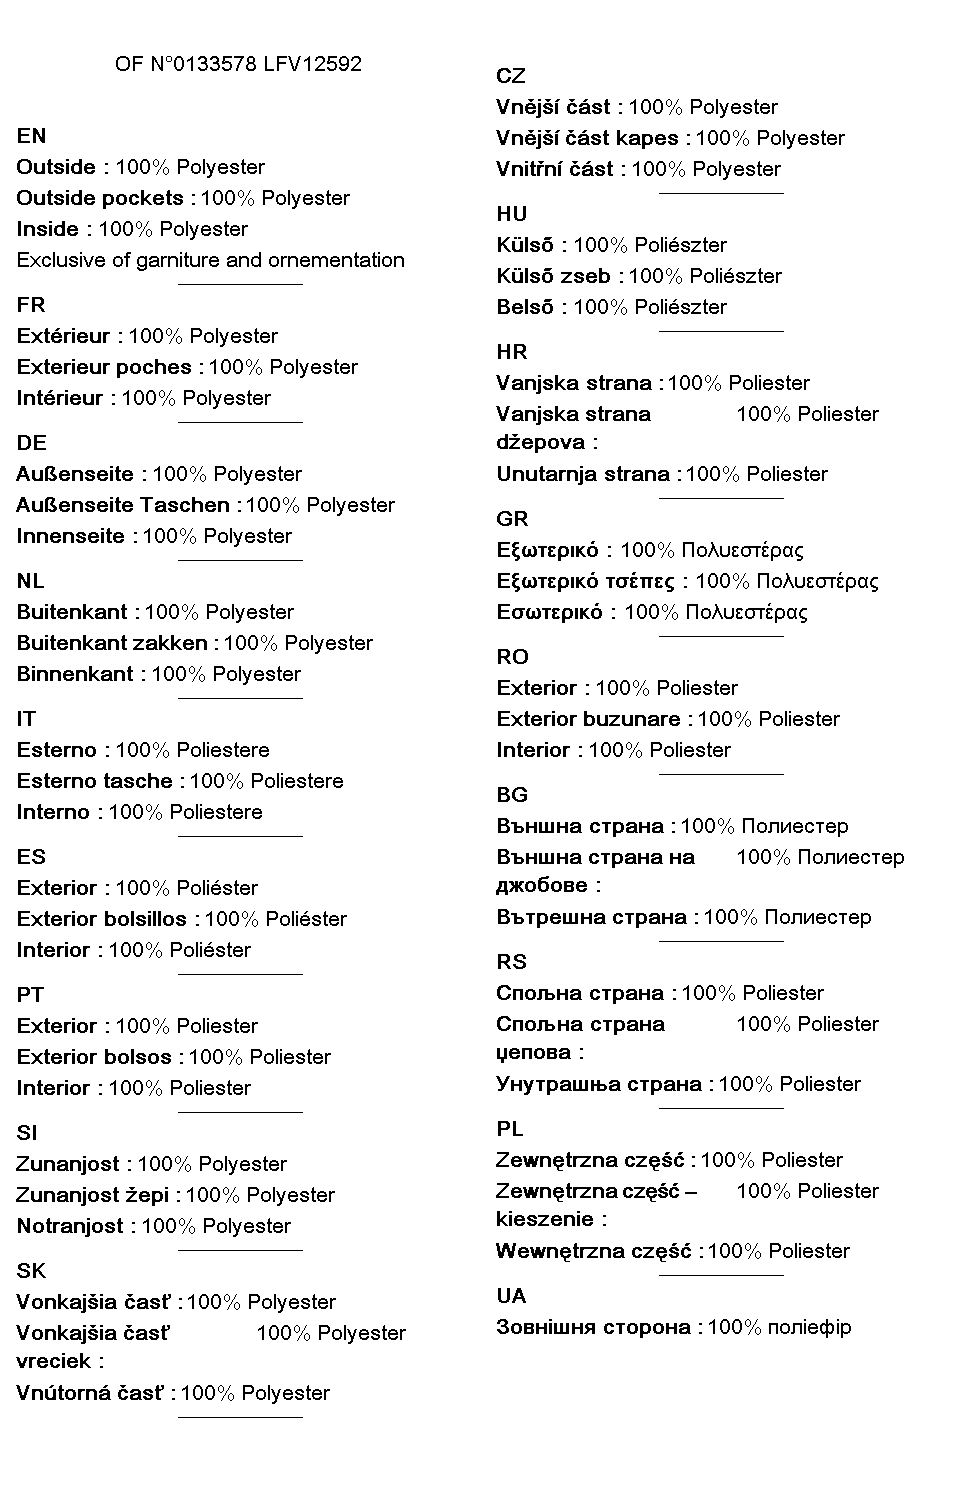 OF N°0133578 LFV12592
EN
Outside : 100% Polyester
Outside pockets : 100% Polyester
Inside : 100% Polyester
Exclusive of garniture and ornementation
FR
Extérieur : 100% Polyester
Exterieur poches : 100% Polyester
Intérieur : 100% Polyester
DE
Außenseite : 100% Polyester
Außenseite Taschen : 100% Polyester
Innenseite : 100% Polyester
NL
Buitenkant : 100% Polyester
Buitenkant zakken : 100% Polyester
Binnenkant : 100% Polyester
IT
Esterno : 100% Poliestere
Esterno tasche : 100% Poliestere
Interno : 100% Poliestere
ES
Exterior : 100% Poliéster
Exterior bolsillos : 100% Poliéster
Interior : 100% Poliéster
PT
Exterior : 100% Poliester
Exterior bolsos : 100% Poliester
Interior : 100% Poliester
SI
Zunanjost : 100% Polyester
Zunanjost žepi : 100% Polyester
Notranjost : 100% Polyester
SK
Vonkajšia časť : 100% Polyester
Vonkajšia časť 100% Polyester
vreciek :
Vnútorná časť : 100% Polyester
CZ
Vnější část : 100% Polyester
Vnější část kapes : 100% Polyester
Vnitřní část : 100% Polyester
HU
Külsõ : 100% Poliészter
Külsõ zseb : 100% Poliészter
Belsõ : 100% Poliészter
HR
Vanjska strana : 100% Poliester
Vanjska strana 100% Poliester
džepova :
Unutarnja strana : 100% Poliester
GR
Εξωτερικό : 100% Πολυεστέρας
Εξωτερικό τσέπες : 100% Πολυεστέρας
Εσωτερικό : 100% Πολυεστέρας
RO
Exterior : 100% Poliester
Exterior buzunare : 100% Poliester
Interior : 100% Poliester
BG
Външна страна : 100% Полиестер
Външна страна на 100% Полиестер
джобове :
Вътрешна страна : 100% Полиестер
RS
Спољна страна : 100% Poliester
Спољна страна 100% Poliester
џепова :
Унутрашња страна : 100% Poliester
PL
Zewnętrzna część : 100% Poliester
Zewnętrzna część – 100% Poliester
kieszenie :
Wewnętrzna część : 100% Poliester
UA
Зовнішня сторона : 100% поліефір